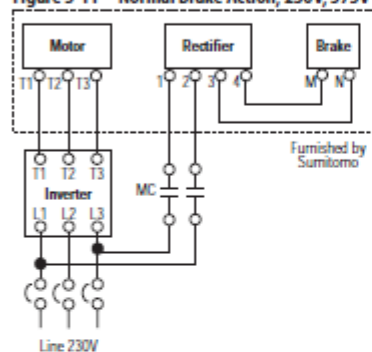 Figure 5-11 Normal Brake Action, 230V, 575V
Motor Rectifier Brake
T1 T2 T3 1 2 3 4 M N
Furnished by
Sumitomo
T1 T2 T3
Inverter
L1 L2 L3
MC
Line 230V